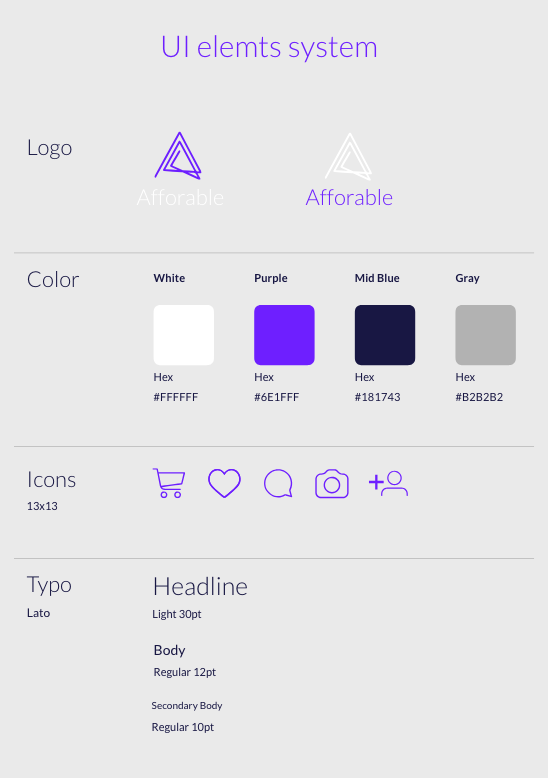 UI elemts system
Logo
Afforable
Afforable
Color
White
Purple
Mid Blue
Gray
Hex
#FFFFFF
Hex
#6E1FFF
Hex
#181743
Hex
#B2B2B2
Icons
13x13
Typo
Lato
Headline
Light 30pt
Body
Regular 12pt
Secondary Body
Regular 10pt